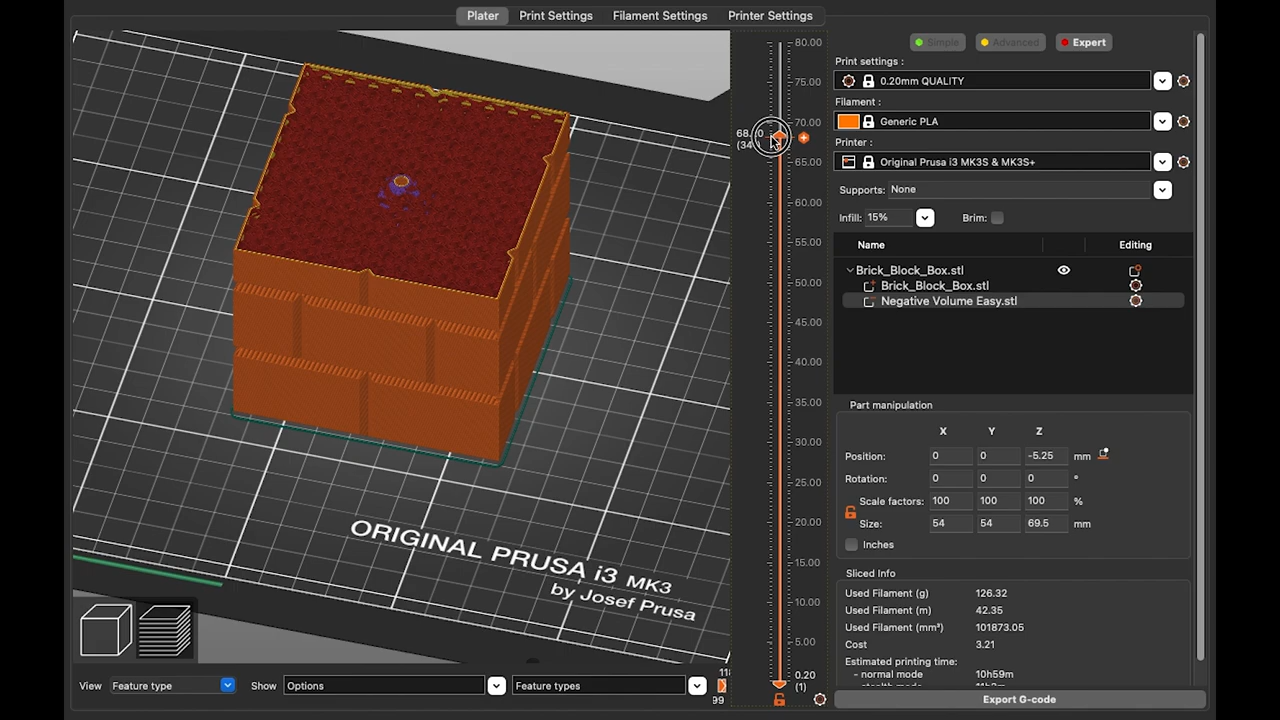 Plater Print Settings Filament Settings Printer Settings
80.00
75.00
70.00
65.00
60.00
55.00
50.00
45.00
40.00
35.00
30.00
25.00
20.00
15.00
10.00
5.00
0.20
(1)
Simple Advanced Expert
Print settings :
0.20mm QUALITY
Filament :
Generic PLA
Printer :
Original Prusa i3 MK3S & MK3S+
Supports: None
Infill: 15% Brim:
Name Editing
Brick_Block_Box.stl
Brick_Block_Box.stl
Negative Volume Easy.stl
Part manipulation
X Y Z
Position: 0 0 -5.25 mm
Rotation: 0 0 0 °
Scale factors: 100 100 100 %
Size: 54 54 69.5 mm
Inches
Sliced Info
Used Filament (g) 126.32
Used Filament (m) 42.35
Used Filament (mm³) 101873.05
Cost 3.21
Estimated printing time:
- normal mode 10h59m
ORIGINAL PRUSA i3 MK3
by Josef Prusa
View Feature type Show Options Feature types
Export G-code